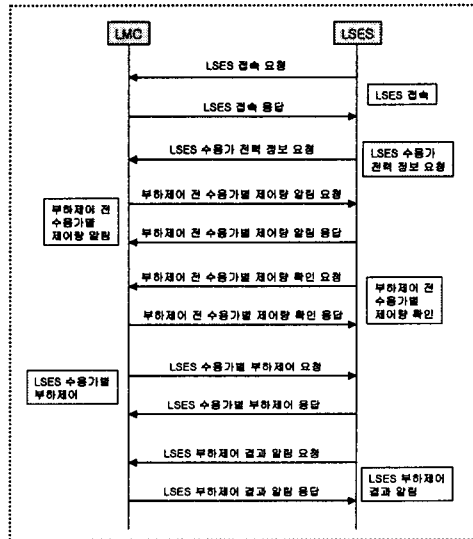 LMC
LSES
LSES 접속 요청
LSES 접속
LSES 접속 응답
LSES 수용가 전력 정보 요청
LSES 수용가
전력 정보 요청
부하제어 전 수용가별 제어량 알림 요청
부하제어 전
수용가별
제어량 알림
부하제어 전 수용가별 제어량 알림 응답
부하제어 전 수용가별 제어량 확인 요청
부하제어 전
수용가별
제어량 확인
부하제어 전 수용가별 제어량 확인 응답
LSES 수용가별 부하제어 요청
LSES 수용가별
부하제어
LSES 수용가별 부하제어 응답
LSES 부하제어 결과 알림 요청
LSES 부하제어
결과 알림
LSES 부하제어 결과 알림 응답